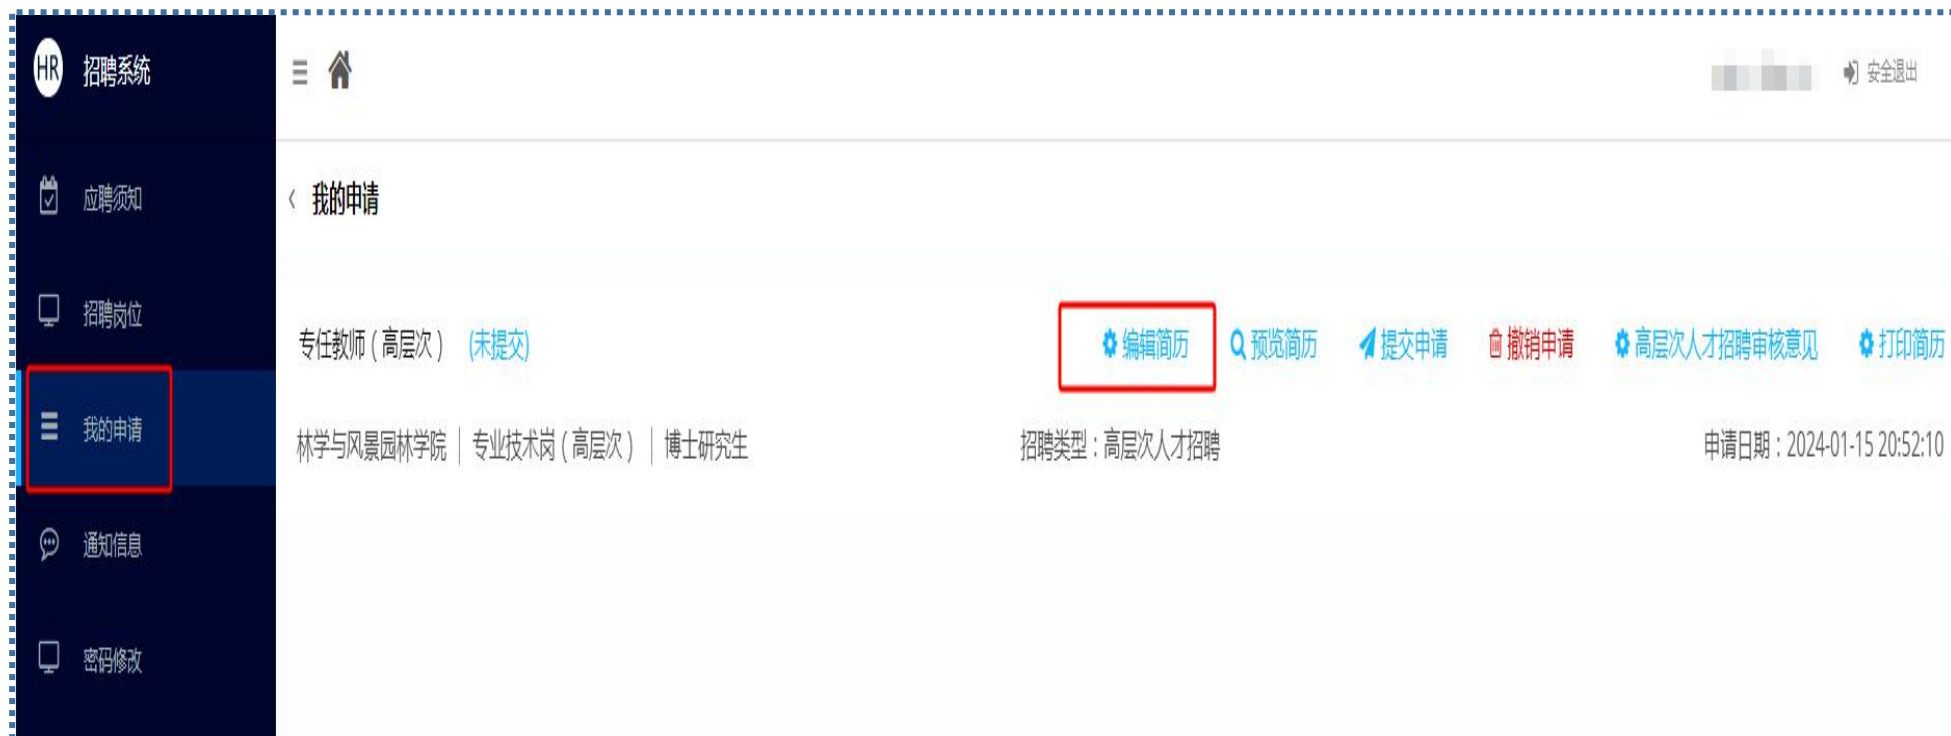 HR 招聘系统
安全退出
应聘须知
招聘岗位
我的申请
通知信息
密码修改
我的申请
专任教师（高层次） (未提交) 编辑简历 预览简历 提交申请 撤销申请 高层次人才招聘审核意见 打印简历
林学与风景园林学院 | 专业技术岗（高层次） | 博士研究生 招聘类型：高层次人才招聘 申请日期：2024-01-15 20:52:10